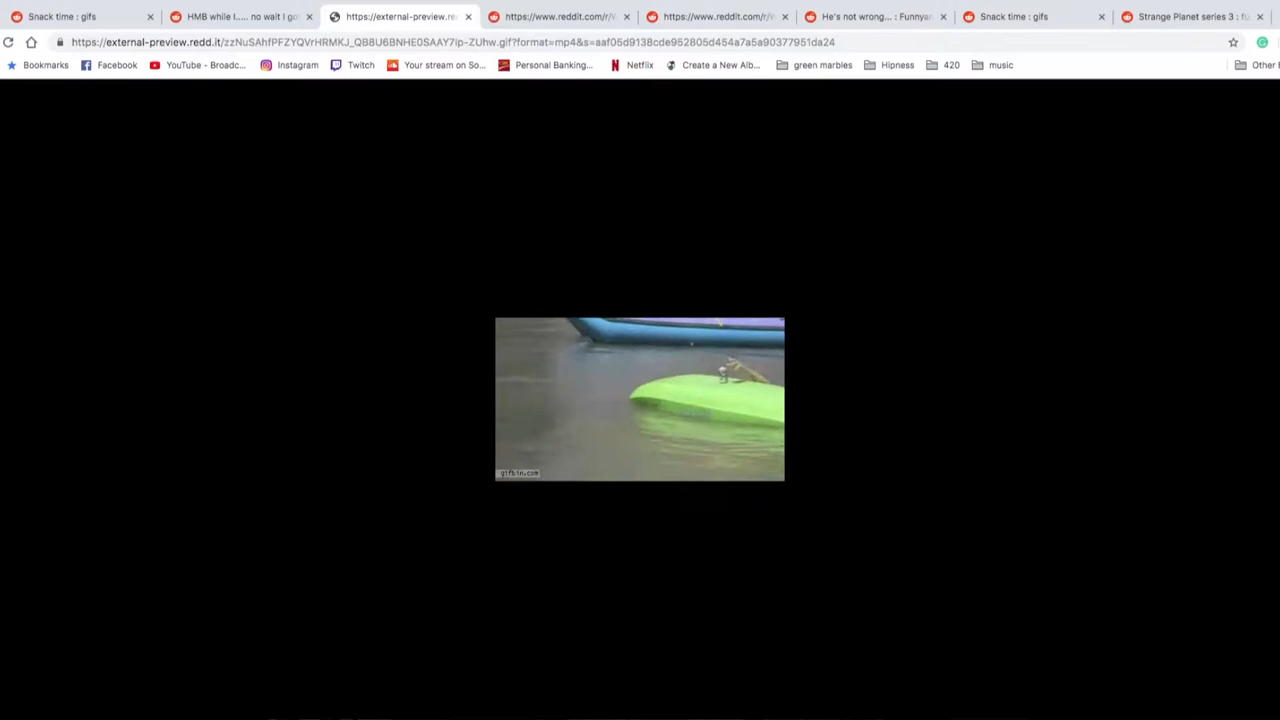 Snack time : gifs
HMB while I..... no wait I go
https://external-preview.re
https://www.reddit.com/r/
https://www.reddit.com/r/
He's not wrong... : Funnyan
Snack time : gifs
Strange Planet series 3 : fu
https://external-preview.redd.it/zzNuSAhfPFZYQVrHRMKJ_QB8U6BNHE0SAAY7Ip-ZUhw.gif?format=mp4&s=aaf05d9138cde952805d454a7a5a90377951da24
Bookmarks Facebook YouTube - Broadc... Instagram Twitch Your stream on So... Personal Banking... Netflix Create a New Alb... green marbles Hipness 420 music Other
gifbin.com